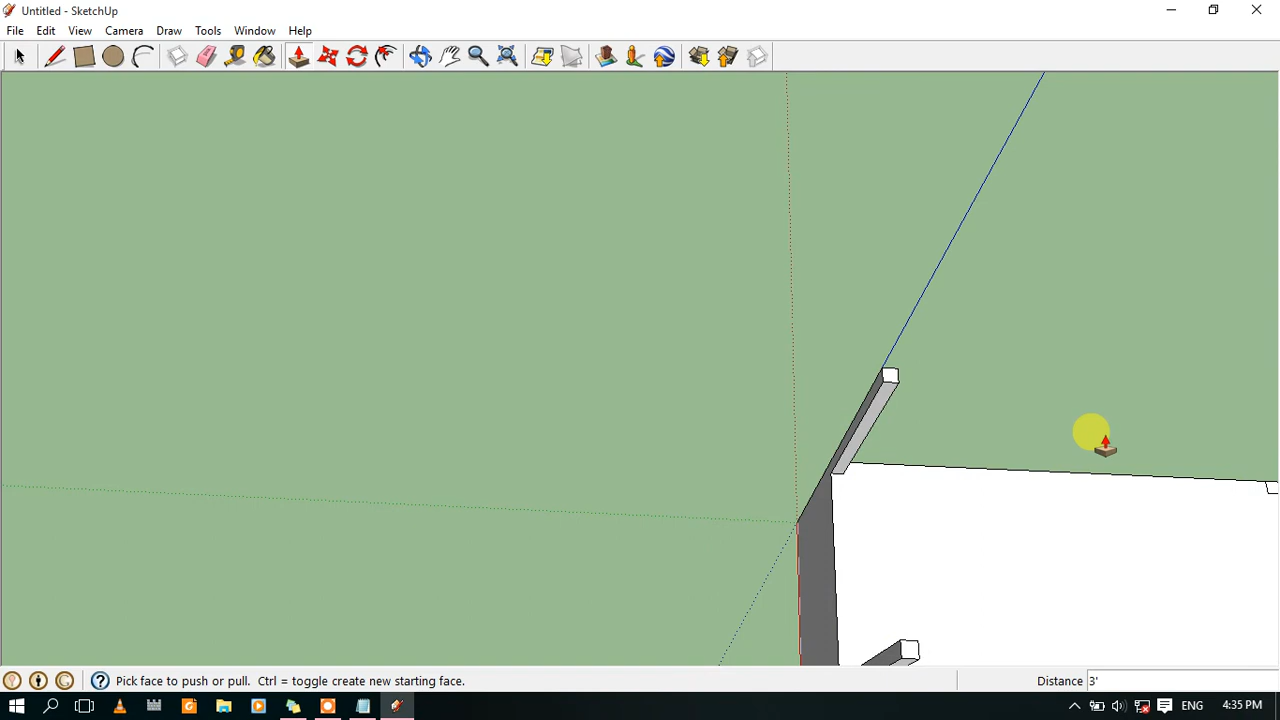 Untitled - SketchUp
File Edit View Camera Draw Tools Window Help
Pick face to push or pull. Ctrl = toggle create new starting face. Distance 3'
ENG 4:35 PM